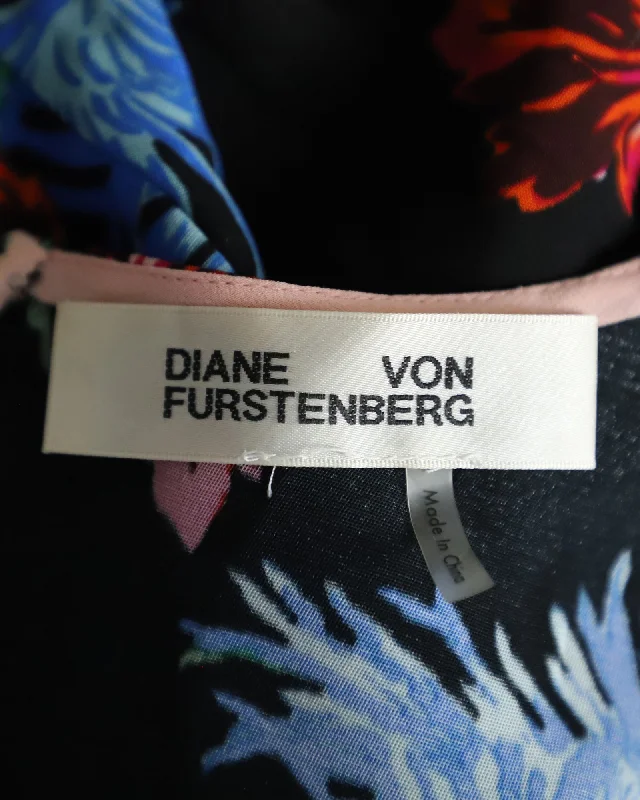 DIANE VON
FURSTENBERG
Made In China